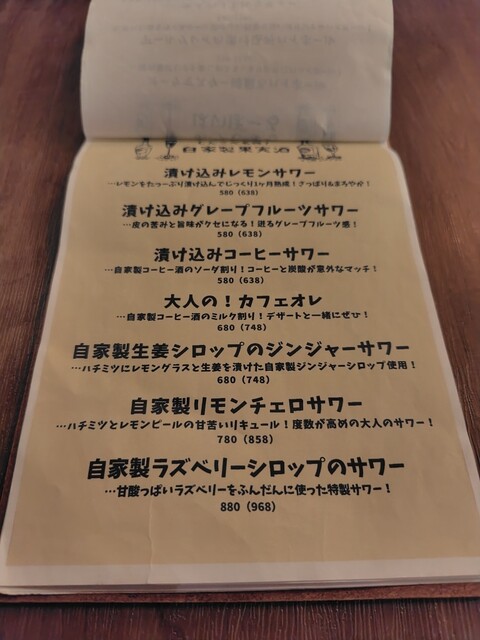 自家製果実酒
漬け込みレモンサワー
…レモンをたっぷり漬け込んでじっくり1ヶ月熟成！さっぱり&まろやか！
580（638）
漬け込みグレープフルーツサワー
…皮の苦みと旨味がクセになる！迸るグレープフルーツ感！
580（638）
漬け込みコーヒーサワー
…自家製コーヒー酒のソーダ割り！コーヒーと炭酸が意外なマッチ！
580（638）
大人の！カフェオレ
…自家製コーヒー酒のミルク割り！デザートと一緒にぜひ！
680（748）
自家製生姜シロップのジンジャーサワー
…ハチミツにレモングラスと生姜を漬けた自家製ジンジャーシロップ使用！
680（748）
自家製リモンチェロサワー
…ハチミツとレモンピールの甘苦いリキュール！度数が高めの大人のサワー！
780（858）
自家製ラズベリーシロップのサワー
…甘酸っぱいラズベリーをふんだんに使った特製サワー！
880（968）